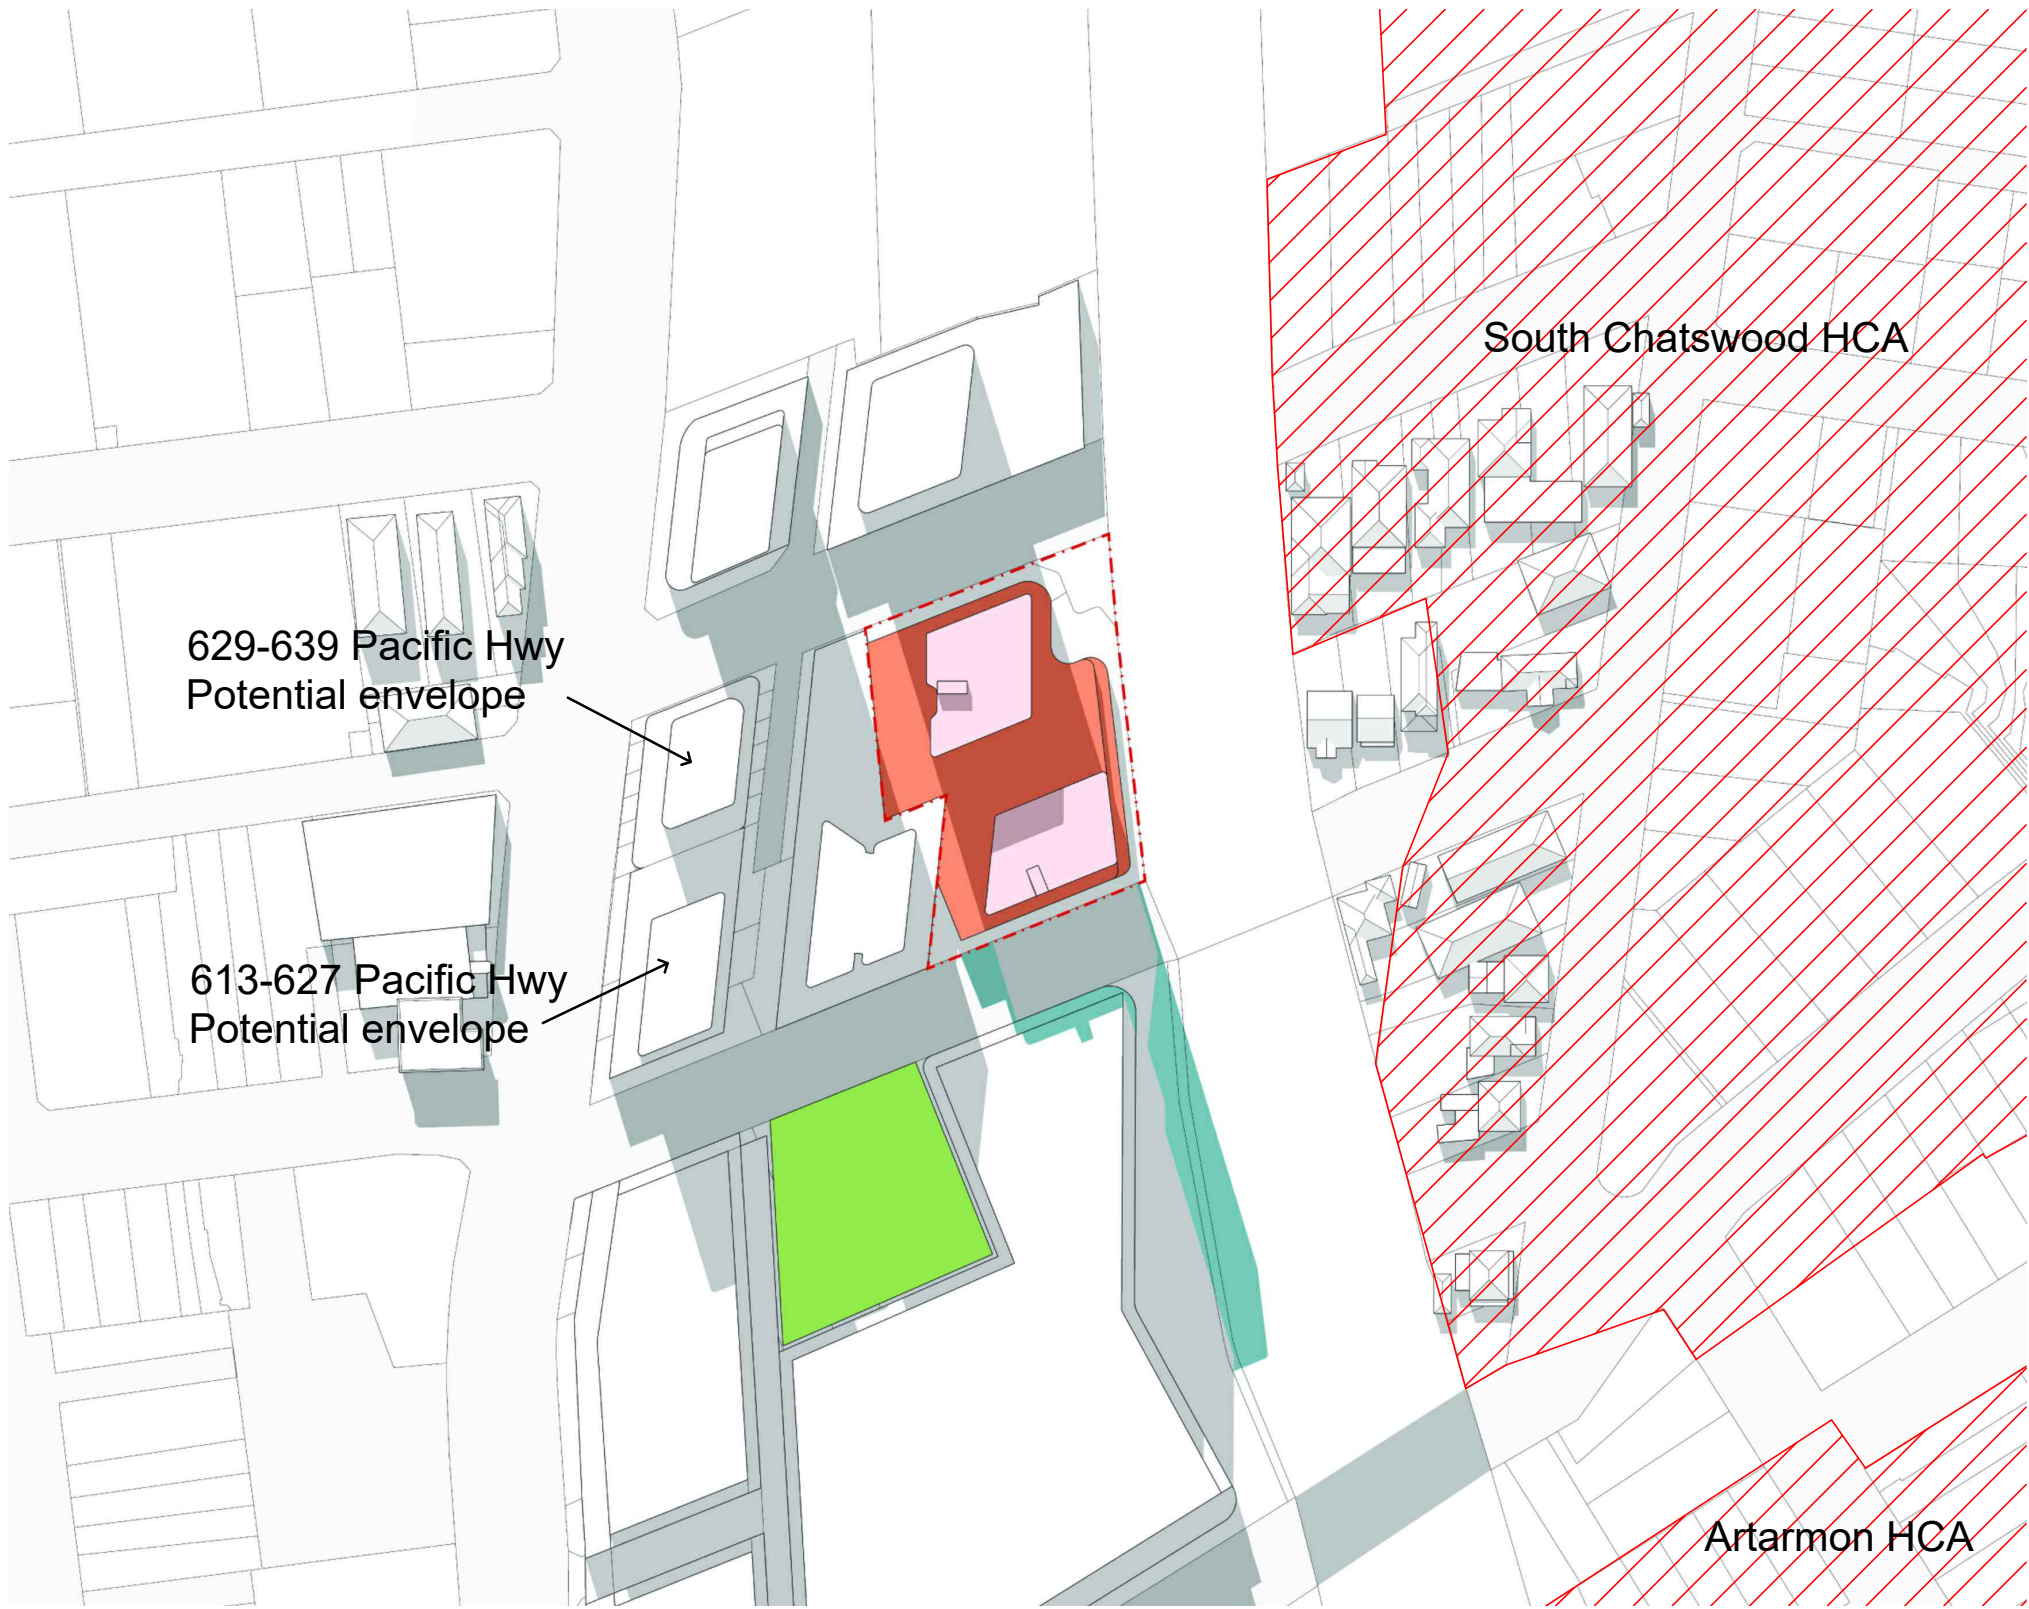 South Chatswood HCA
629-639 Pacific Hwy
Potential envelope
613-627 Pacific Hwy
Potential envelope
Artarmon HCA